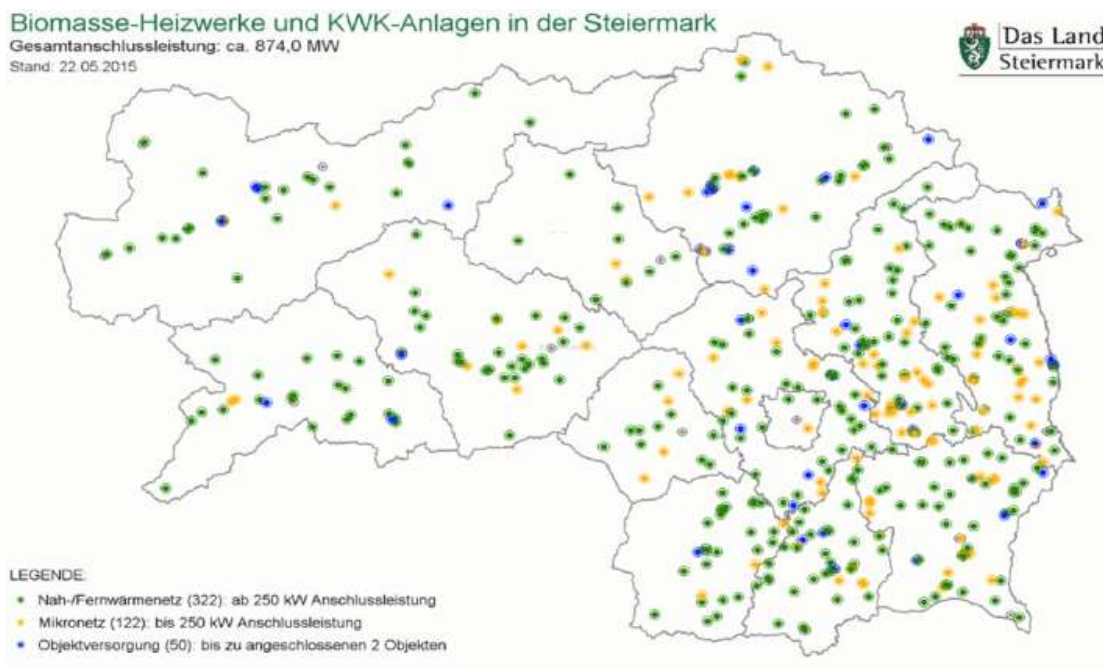 Biomasse-Heizwerke und KWK-Anlagen in der Steiermark
Gesamtanschlussleistung: ca. 874,0 MW
Stand: 22.05.2015
Das Land
Steiermark
LEGENDE:
Nah-/Fernwärmenetz (322): ab 250 kW Anschlussleistung
Mikronetz (122): bis 250 kW Anschlussleistung
Objektversorgung (50): bis zu angeschlossenen 2 Objekten